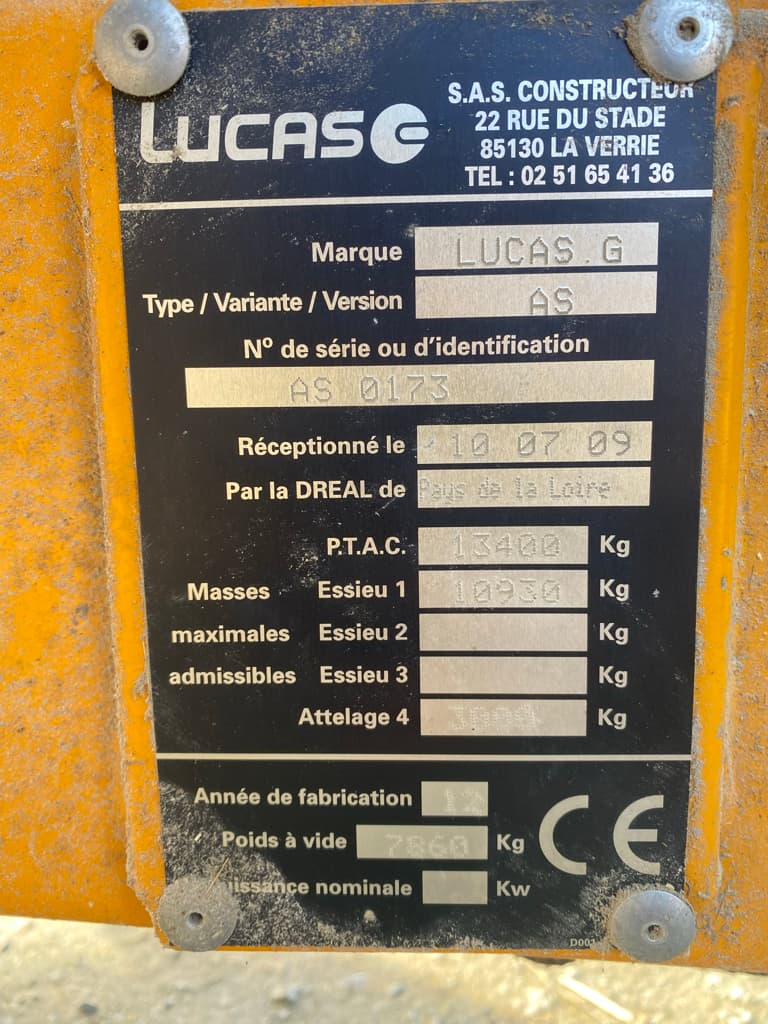 LUCAS G
S.A.S. CONSTRUCTEUR
22 RUE DU STADE
85130 LA VERRIE
TEL : 02 51 65 41 36
Marque LUCAS.G
Type / Variante / Version AS
Nº de série ou d'identification
AS 0173
Réceptionné le 10 07 09
Par la DREAL de Pays de la Loire
P.T.A.C. 13400 Kg
Masses Essieu 1 10930 Kg
maximales Essieu 2 Kg
admissibles Essieu 3 Kg
Attelage 4 Kg
Année de fabrication 12
Poids à vide 7860 Kg
nominale Kw
CE